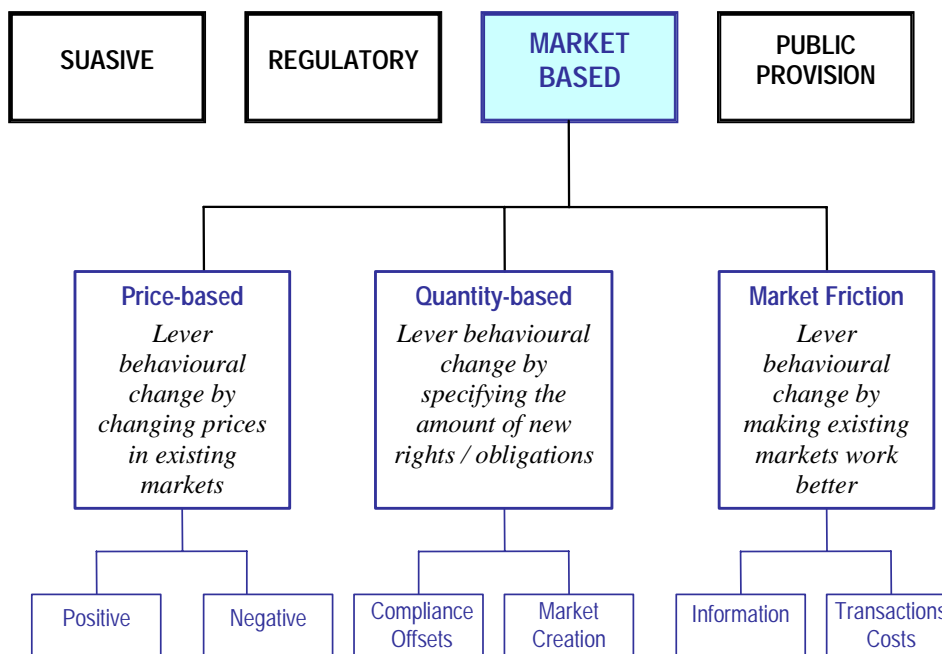 SUASIVE
REGULATORY
MARKET
BASED
PUBLIC
PROVISION
Price-based
Lever
behavioural
change by
changing prices
in existing
markets
Quantity-based
Lever behavioural
change by
specifying the
amount of new
rights / obligations
Market Friction
Lever
behavioural
change by
making existing
markets work
better
Positive
Negative
Compliance
Offsets
Market
Creation
Information
Transactions
Costs